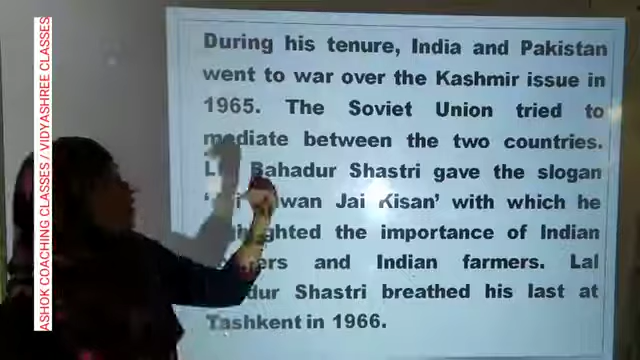 ASHOK COACHING CLASSES / VIDYASHREE CLASSES
During his tenure, India and Pakistan
went to war over the Kashmir issue in
1965. The Soviet Union tried to
mediate between the two countries.
Bahadur Shastri gave the slogan
Jai Kisan' with which he
the importance of Indian
and Indian farmers. Lal
Shastri breathed his last at
Tashkent in 1966.